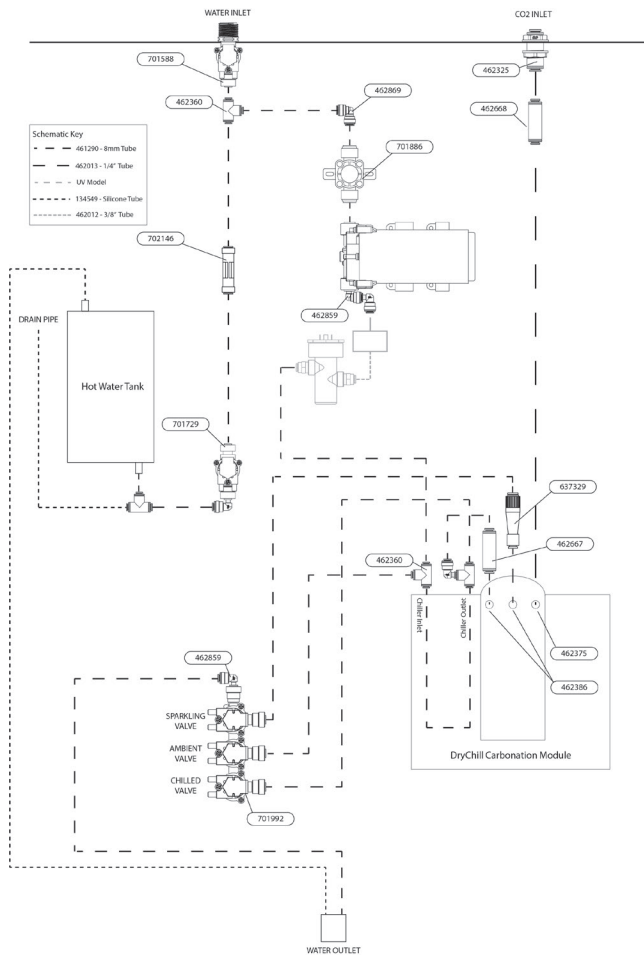 WATER INLET
CO2 INLET
701588
462325
462360
462869
462668
Schematic Key
461290 - 8mm Tube
462013 - 1/4" Tube
UV Model
134549 - Silicone Tube
462012 - 3/8" Tube
701886
702146
DRAIN PIPE
462859
Hot Water Tank
701729
637329
462667
462360
Chiller Inlet
Chiller Outlet
462375
462386
462859
SPARKLING
VALVE
AMBIENT
VALVE
CHILLED
VALVE
DryChill Carbonation Module
701992
WATER OUTLET